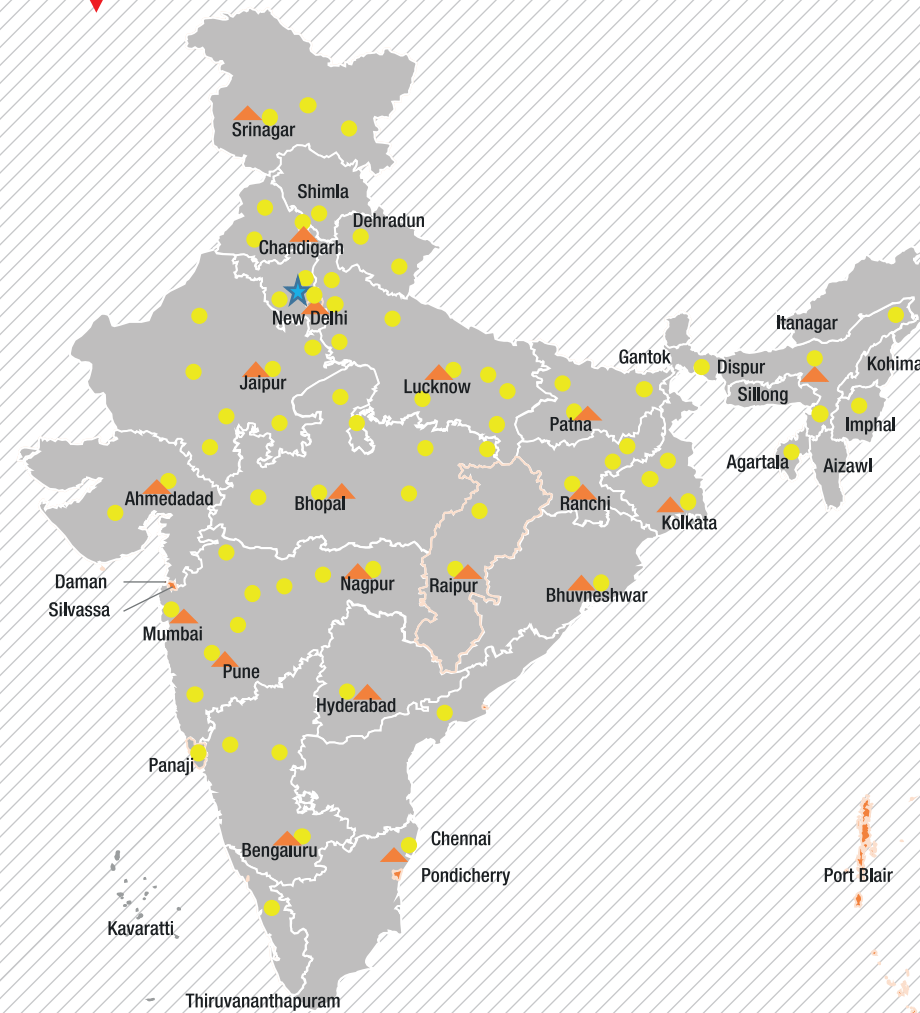 Srinagar
Shimla
Dehradun
Chandigarh
New Delhi
Itanagar
Gantok
Dispur
Kohima
Jaipur
Lucknow
Sillong
Patna
Imphal
Agartala
Aizawl
Ahmedadad
Bhopal
Ranchi
Kolkata
Daman
Nagpur
Raipur
Bhuvneshwar
Silvassa
Mumbai
Pune
Hyderabad
Panaji
Chennai
Bengaluru
Pondicherry
Port Blair
Kavaratti
Thiruvananthapuram